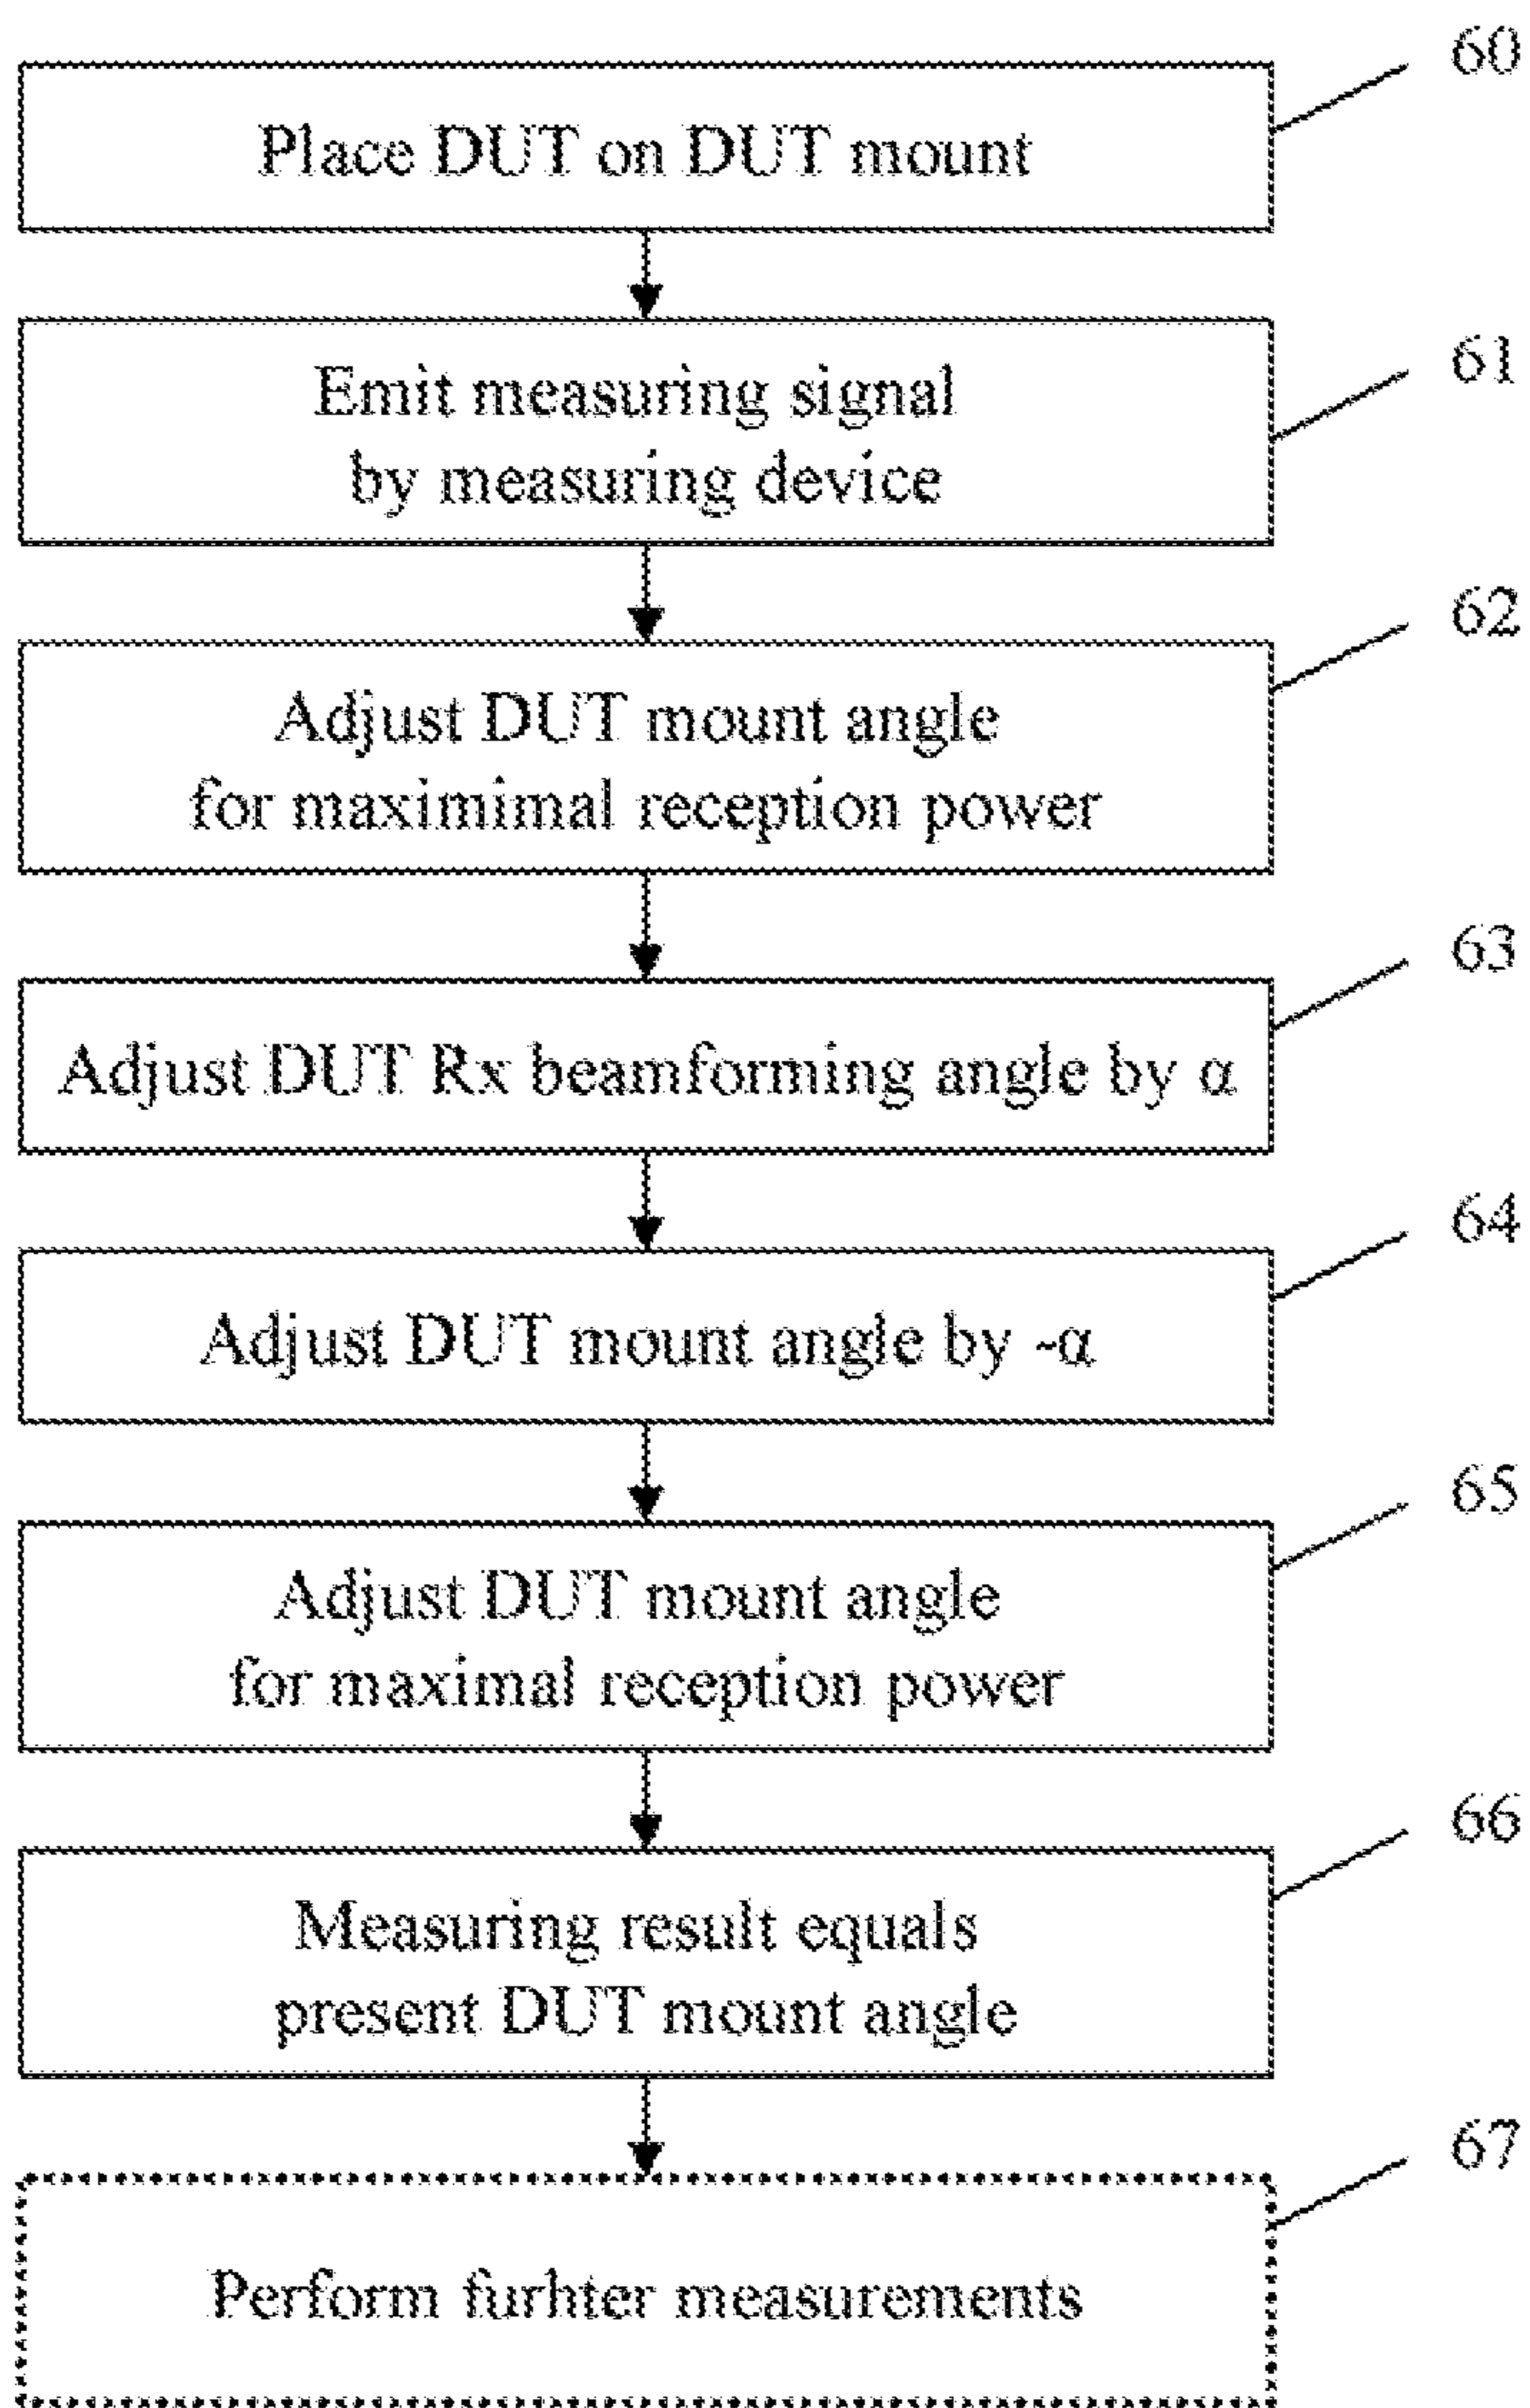 60
Place DUT on DUT mount
61
Emit measuring signal
by measuring device
62
Adjust DUT mount angle
for maximimal reception power
63
Adjust DUT Rx beamforming angle by α
64
Adjust DUT mount angle by -α
65
Adjust DUT mount angle
for maximal reception power
66
Measuring result equals
present DUT mount angle
67
Perform furhter measurements